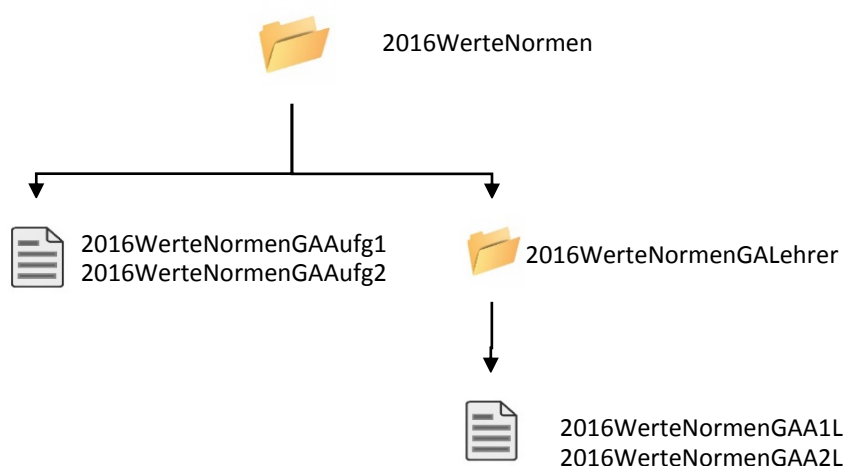 2016WerteNormen
2016WerteNormenGAAufg1
2016WerteNormenGAAufg2
2016WerteNormenGALehrer
2016WerteNormenGAA1L
2016WerteNormenGAA2L